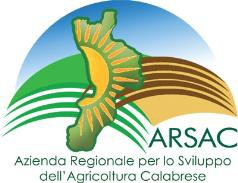 ARSAC
Azienda Regionale per lo Sviluppo
dell'Agricoltura Calabrese